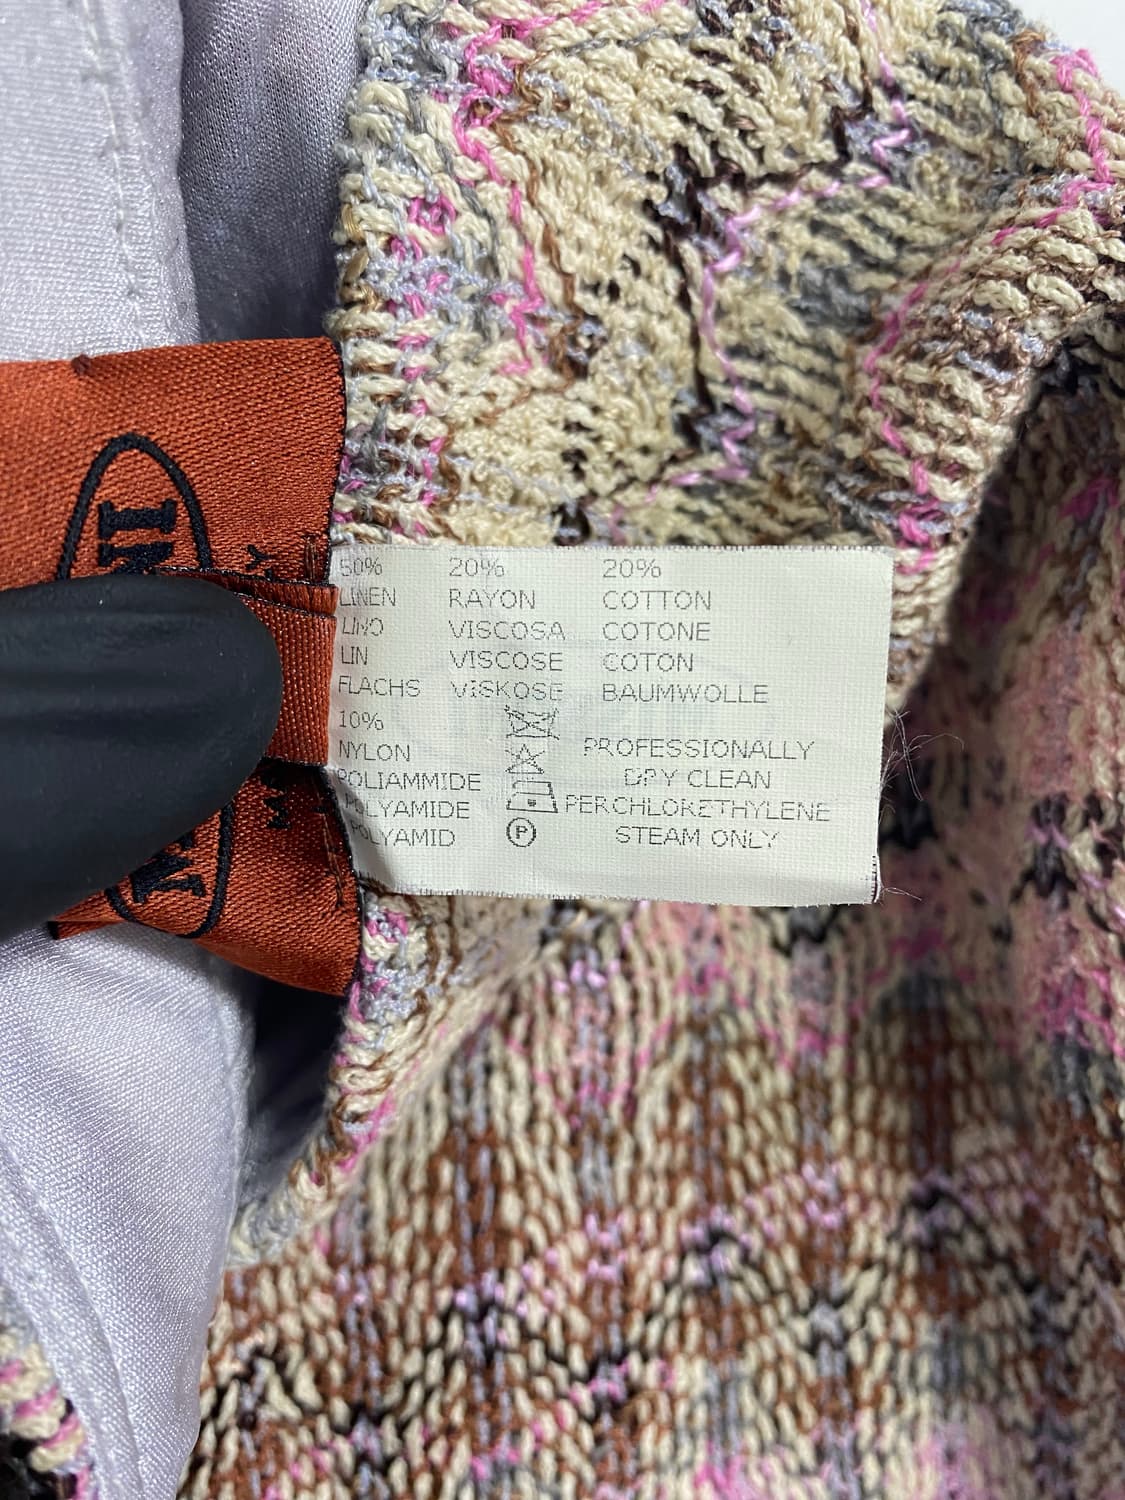 50% 20% 20%
LINEN RAYON COTTON
LINO VISCOSA COTONE
LIN VISCOSE COTON
FLACHS VISKOSE BAUMWOLLE
10%
NYLON PROFESSIONALLY
POLIAMMIDE DRY CLEAN
POLYAMIDE PERCHLORETHYLENE
POLYAMID P STEAM ONLY